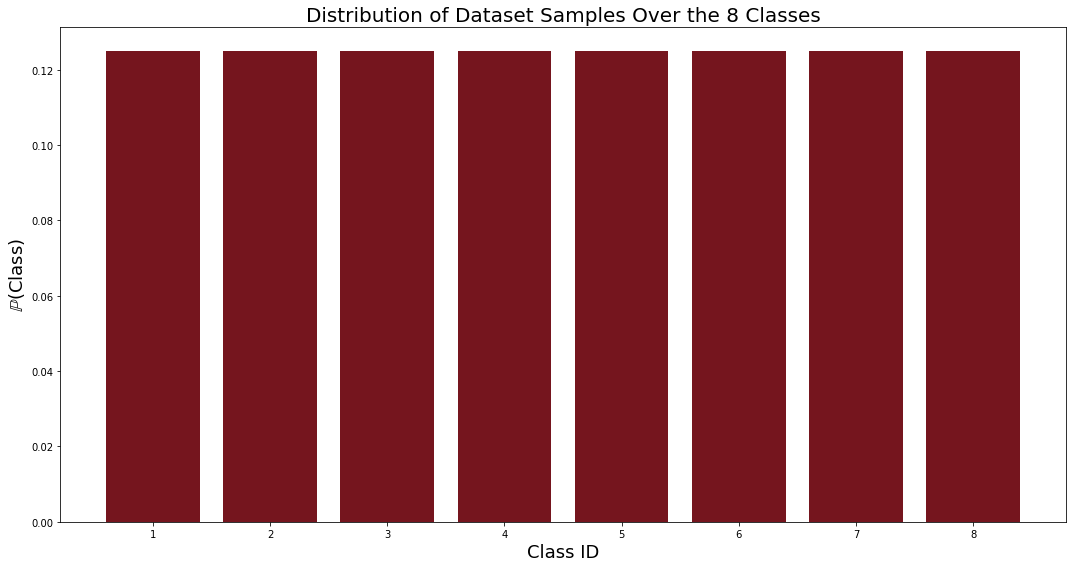 Distribution of Dataset Samples Over the 8 Classes
ℙ(Class)
0.12
0.10
0.08
0.06
0.04
0.02
0.00
1 2 3 4 5 6 7 8
Class ID